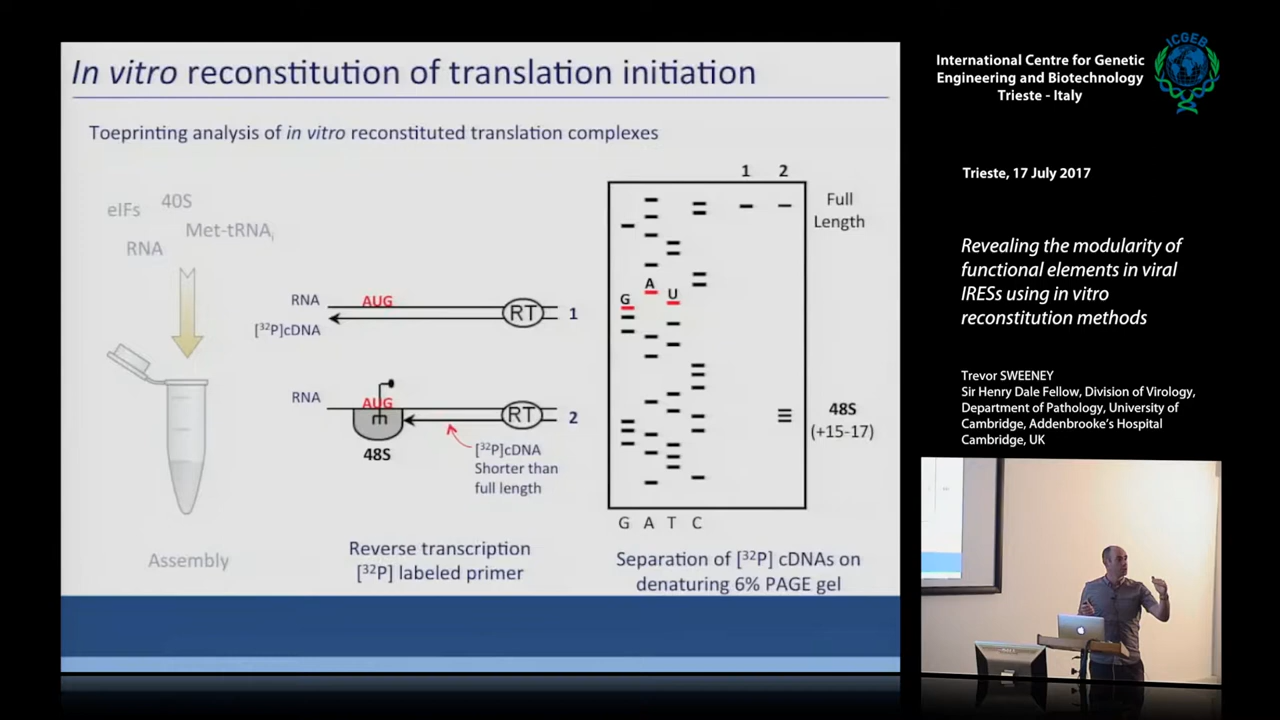 In vitro reconstitution of translation initiation
Toeprinting analysis of in vitro reconstituted translation complexes
eIFs
40S
RNA
Met-tRNAi
Assembly
RNA
AUG
[32P]cDNA
RT
1
RNA
AUG
RT
2
m
48S
[32P]cDNA
Shorter than
full length
Reverse transcription
[32P] labeled primer
1 2
Full
Length
G A U
48S
(+15-17)
G A T C
Separation of [32P] cDNAs on
denaturing 6% PAGE gel
ICGEB
International Centre for Genetic
Engineering and Biotechnology
Trieste - Italy
Trieste, 17 July 2017
Revealing the modularity of
functional elements in viral
IRESs using in vitro
reconstitution methods
Trevor SWEENEY
Sir Henry Dale Fellow, Division of Virology,
Department of Pathology, University of
Cambridge, Addenbrooke's Hospital
Cambridge, UK